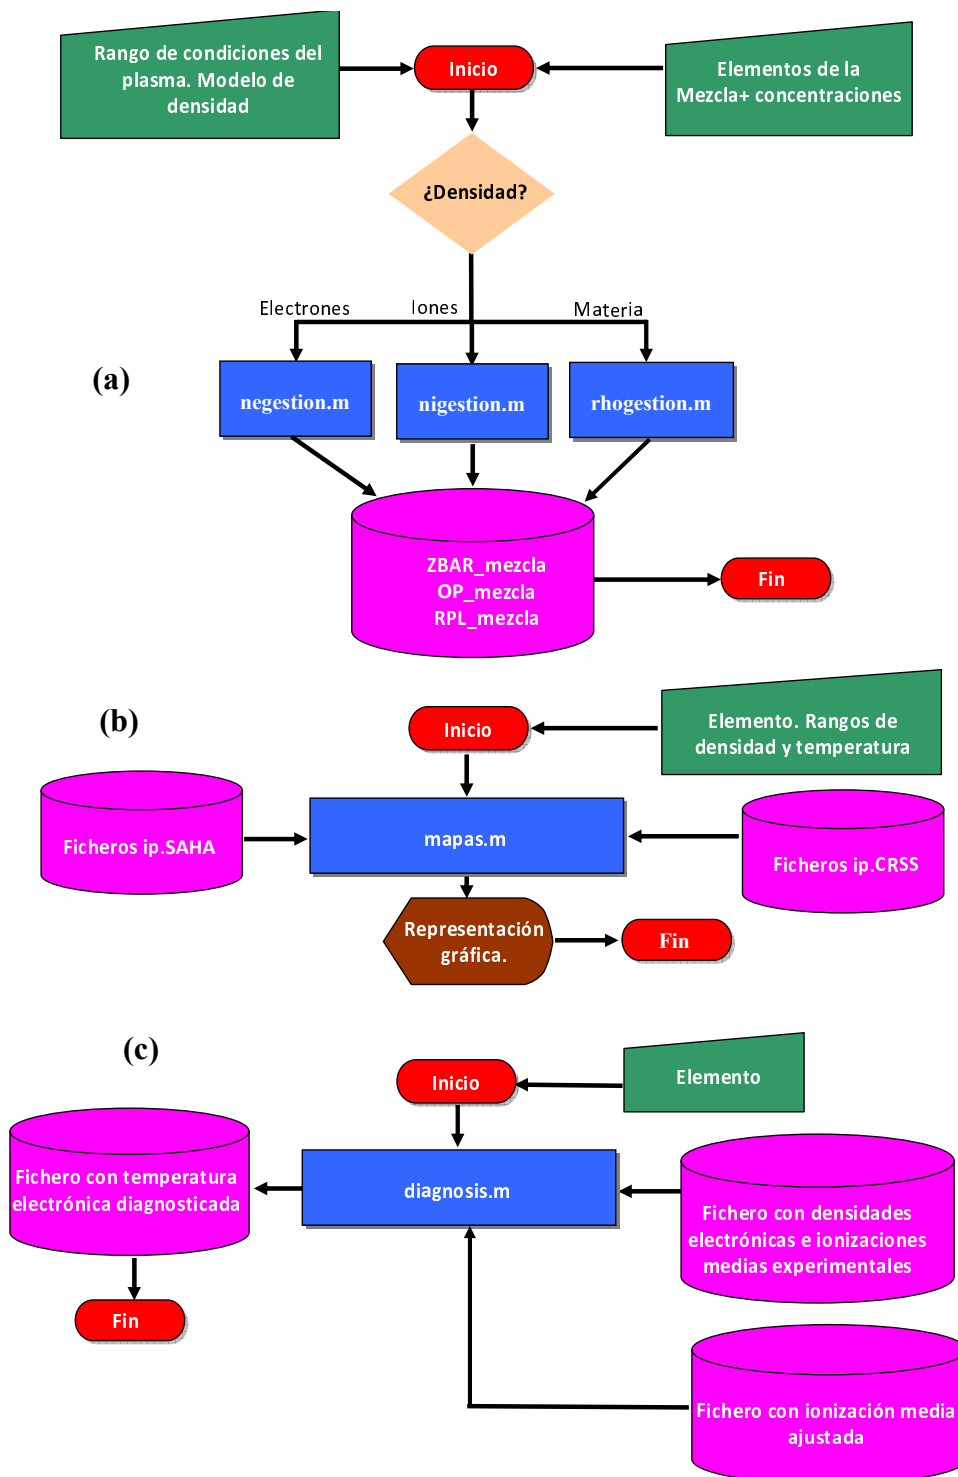 Rango de condiciones del
plasma. Modelo de
densidad
Inicio
Elementos de la
Mezcla+ concentraciones
¿Densidad?
Electrones
Iones
Materia
(a)
negestion.m
nigestion.m
rhogestion.m
ZBAR_mezcla
OP_mezcla
RPL_mezcla
Fin
(b)
Inicio
Elemento. Rangos de
densidad y temperatura
Ficheros ip.SAHA
mapas.m
Ficheros ip.CRSS
Representación
gráfica.
Fin
(c)
Inicio
Elemento
Fichero con temperatura
electrónica diagnosticada
diagnosis.m
Fichero con densidades
electrónicas e ionizaciones
medias experimentales
Fin
Fichero con ionización media
ajustada